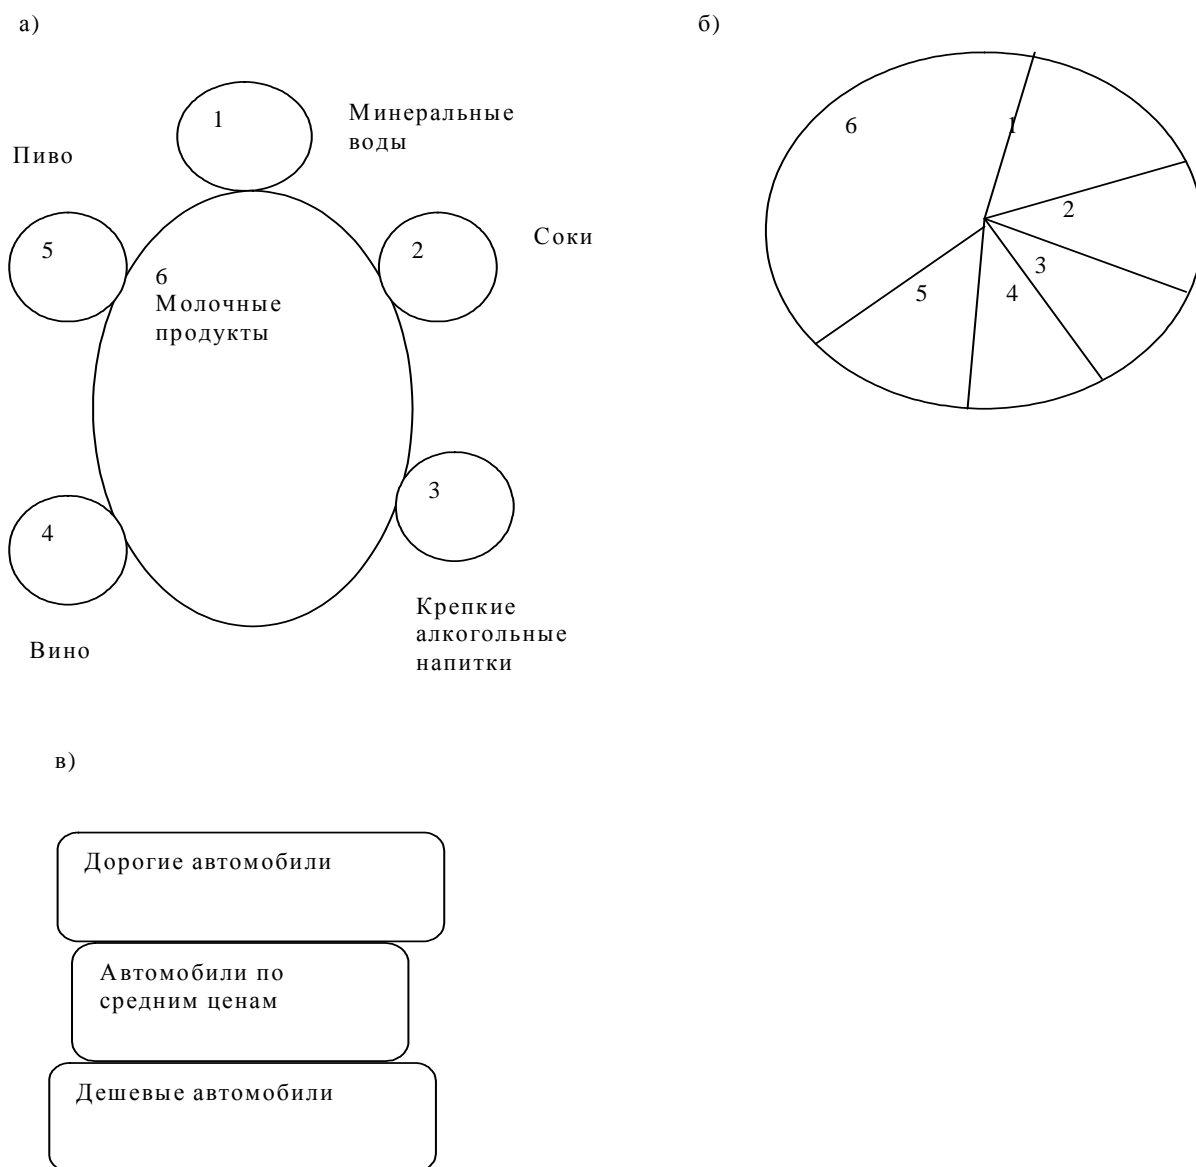 а)
1
Минеральные
воды
Пиво
5
2
Соки
6
Молочные
продукты
3
4
Крепкие
алкогольные
напитки
Вино
б)
6
1
2
3
5
4
в)
Дорогие автомобили
Автомобили по
средним ценам
Дешевые автомобили